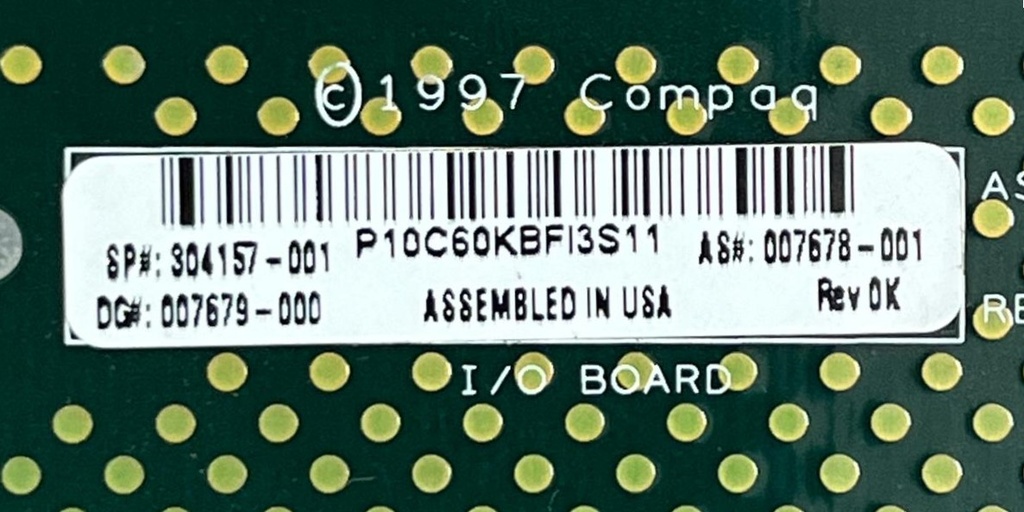 ©1997 Compaq
P10C60KBFI3S11
SP#: 304157-001
AS#: 007678-001
DG#: 007679-000
ASSEMBLED IN USA
Rev 0K
I/O BOARD